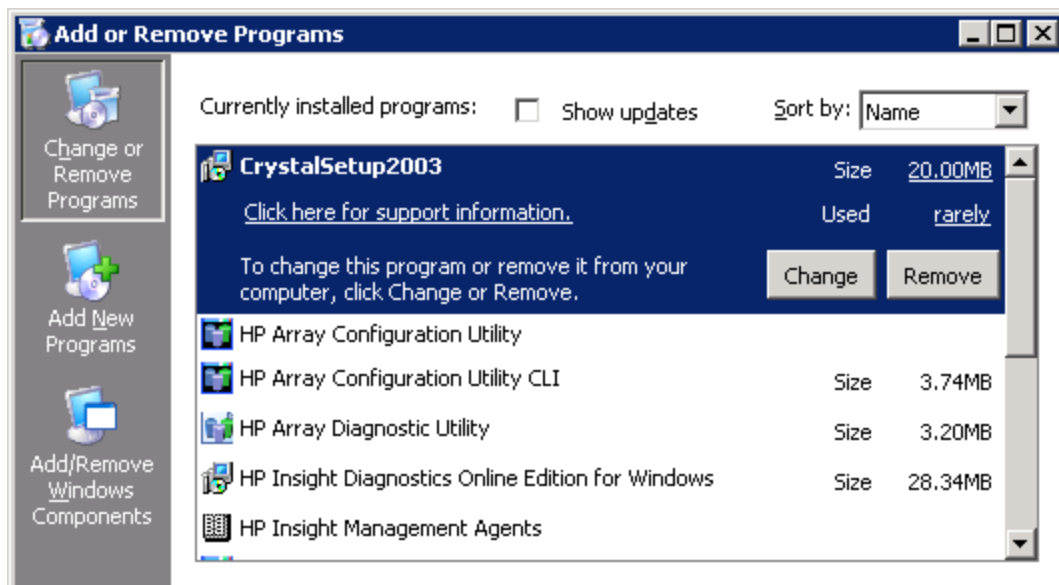 Add or Remove Programs
Change or
Remove
Programs
Add New
Programs
Add/Remove
Windows
Components
Currently installed programs: Show updates Sort by: Name
CrystalSetup2003 Size 20.00MB
Click here for support information. Used rarely
To change this program or remove it from your
computer, click Change or Remove. Change Remove
HP Array Configuration Utility
HP Array Configuration Utility CLI Size 3.74MB
HP Array Diagnostic Utility Size 3.20MB
HP Insight Diagnostics Online Edition for Windows Size 28.34MB
HP Insight Management Agents